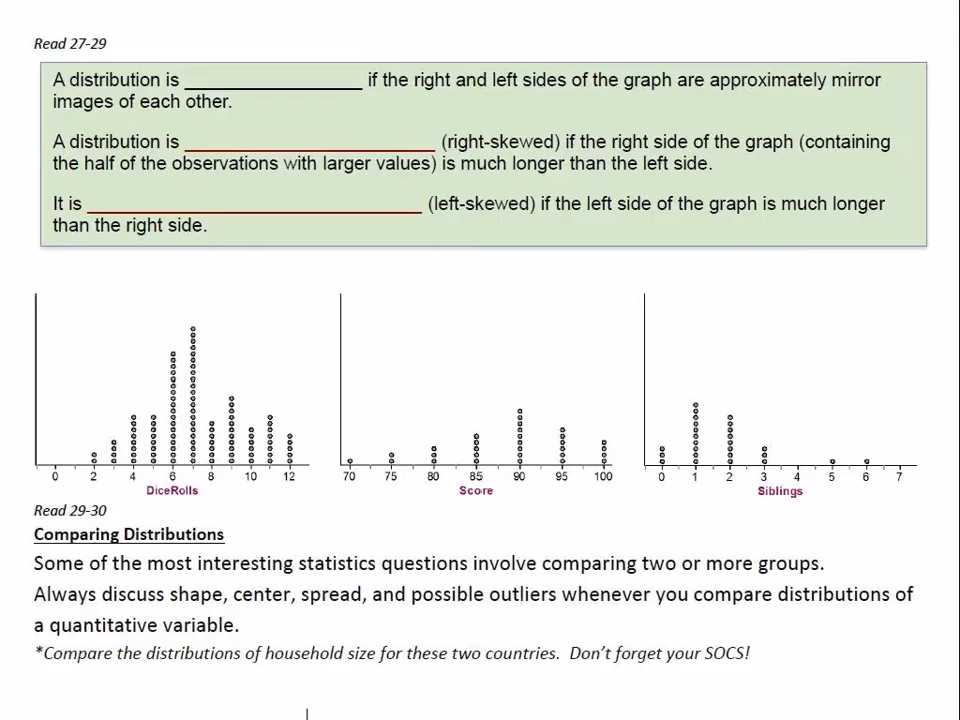 Read 27-29
A distribution is ________________ if the right and left sides of the graph are approximately mirror
images of each other.
A distribution is _______________________ (right-skewed) if the right side of the graph (containing
the half of the observations with larger values) is much longer than the left side.
It is ______________________________ (left-skewed) if the left side of the graph is much longer
than the right side.
0 2 4 6 8 10 12
DiceRolls
70 75 80 85 90 95 100
Score
0 1 2 3 4 5 6 7
Siblings
Read 29-30
Comparing Distributions
Some of the most interesting statistics questions involve comparing two or more groups.
Always discuss shape, center, spread, and possible outliers whenever you compare distributions of
a quantitative variable.
*Compare the distributions of household size for these two countries. Don't forget your SOCS!